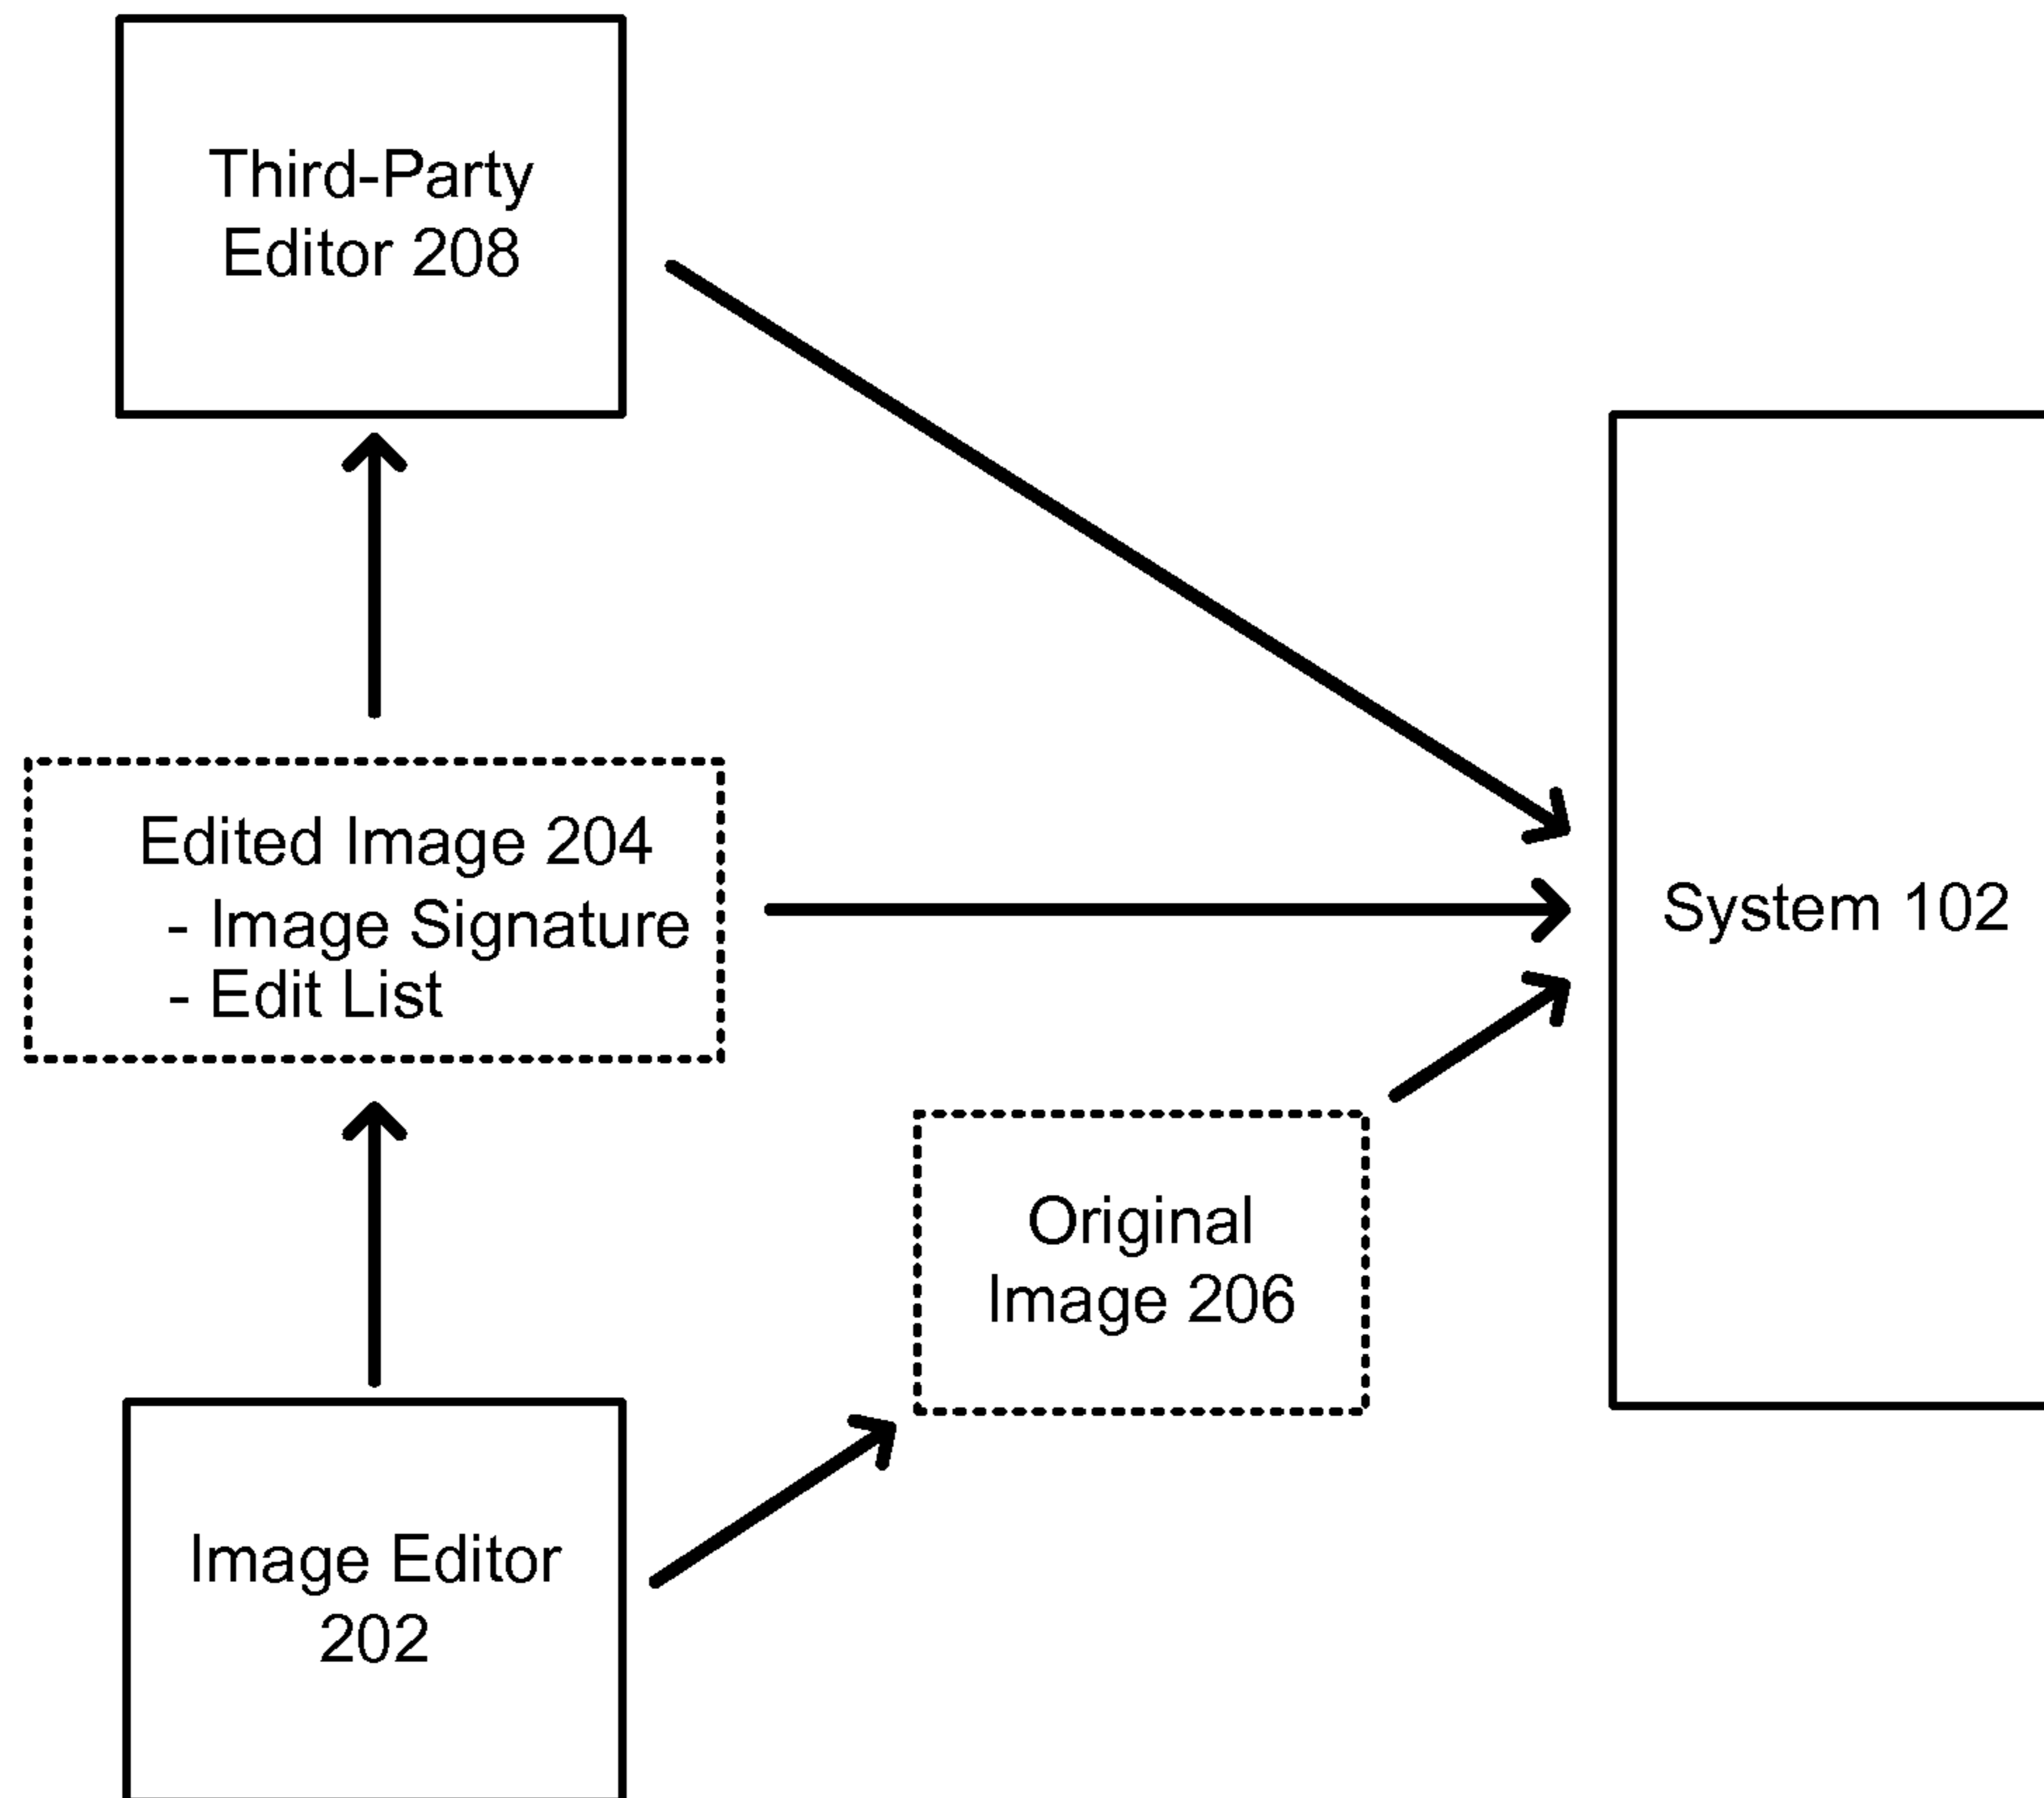 Third-Party
Editor 208
Edited Image 204
- Image Signature
- Edit List
System 102
Original
Image 206
Image Editor
202